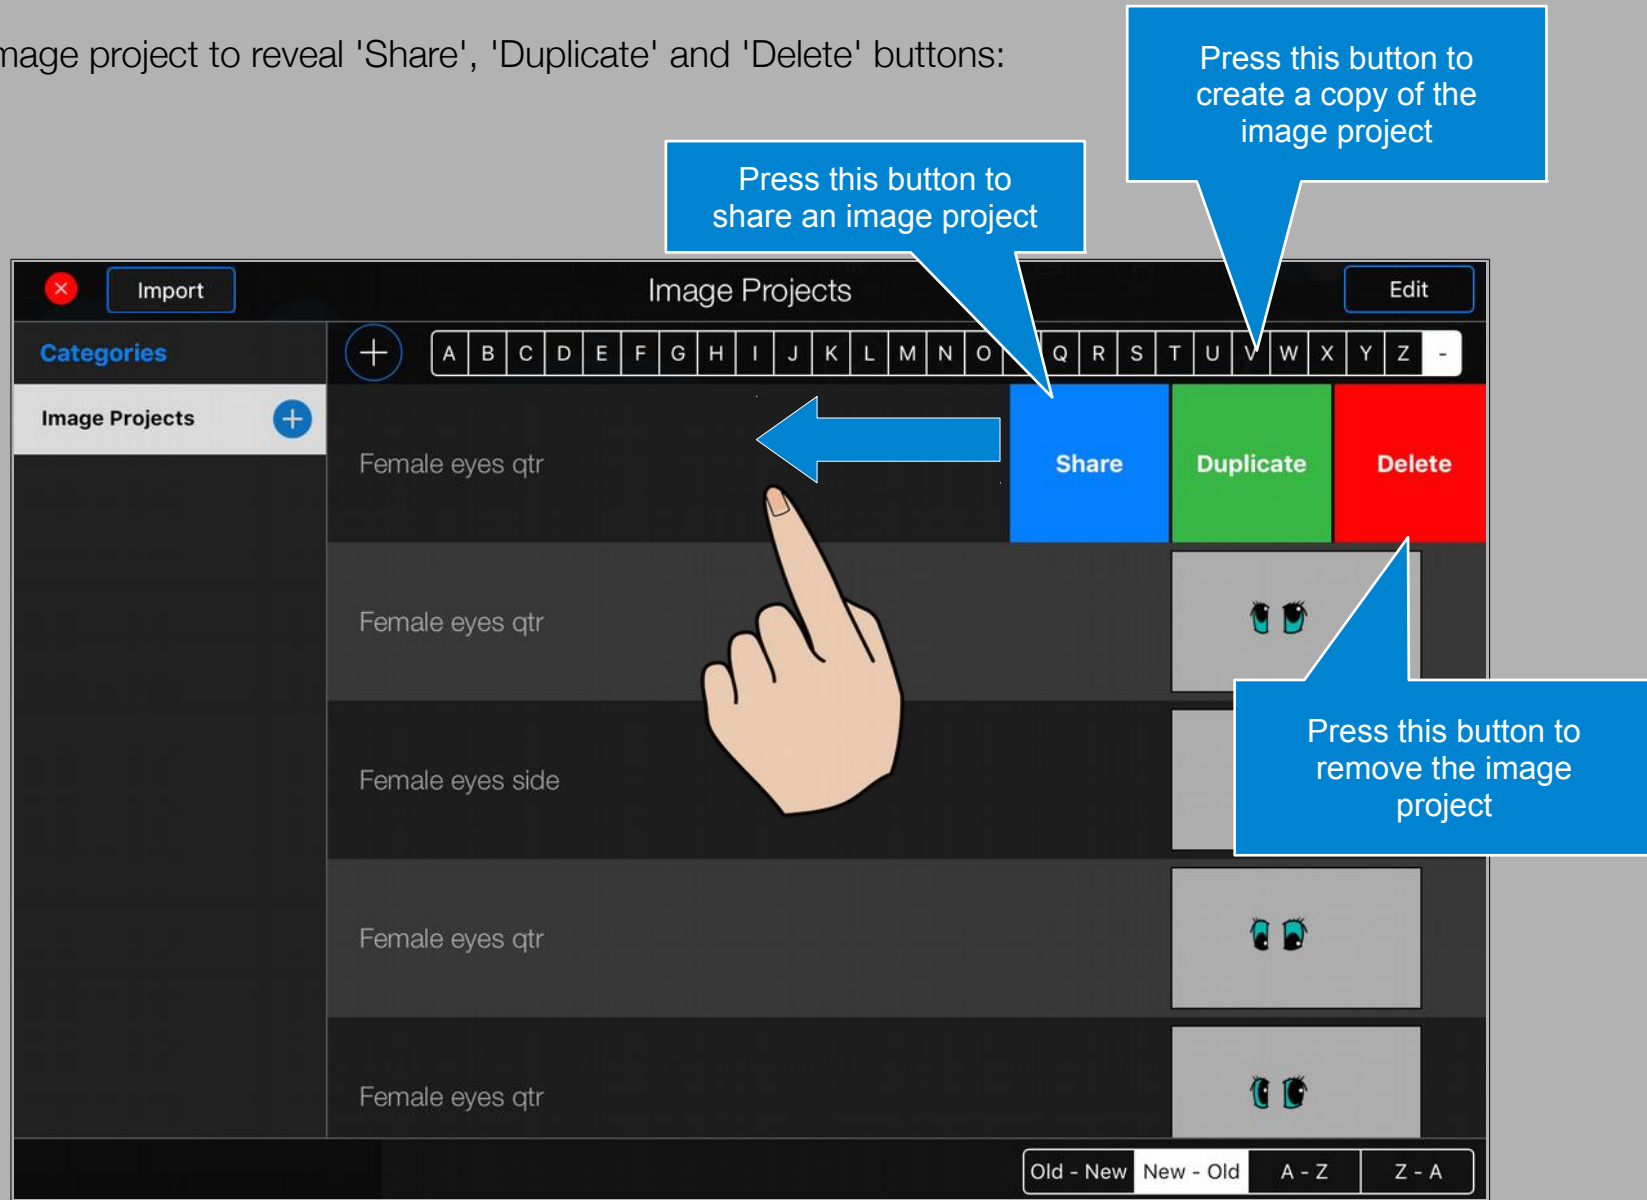 mage project to reveal 'Share', 'Duplicate' and 'Delete' buttons:
Press this button to
create a copy of the
image project
Press this button to
share an image project
Import
Image Projects
Edit
Categories
A B C D E F G H I J K L M N O Q R S T U V W X Y Z -
Image Projects
Female eyes qtr
Share
Duplicate
Delete
Female eyes qtr
Press this button to
remove the image
project
Female eyes side
Female eyes qtr
Female eyes qtr
Old - New
New - Old
A - Z
Z - A